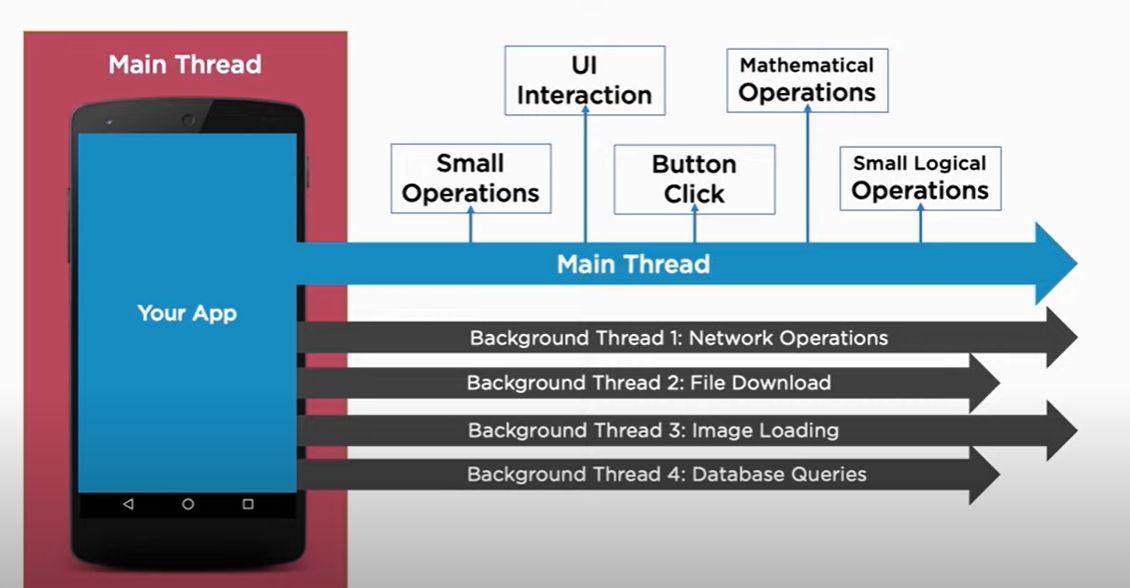 Main Thread
Your App
UI
Interaction
Mathematical
Operations
Small
Operations
Button
Click
Small Logical
Operations
Main Thread
Background Thread 1: Network Operations
Background Thread 2: File Download
Background Thread 3: Image Loading
Background Thread 4: Database Queries